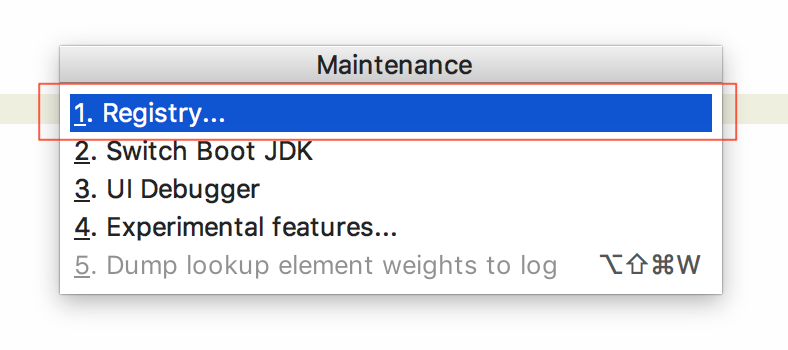 Maintenance
1. Registry...
2. Switch Boot JDK
3. UI Debugger
4. Experimental features...
5. Dump lookup element weights to log ⌥⇧⌘W